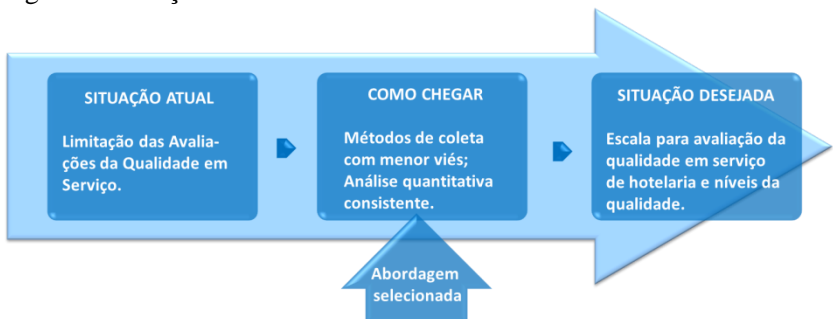 SITUAÇÃO ATUAL
Limitação das Avalia-
ções da Qualidade em
Serviço.
COMO CHEGAR
Métodos de coleta
com menor viés;
Análise quantitativa
consistente.
SITUAÇÃO DESEJADA
Escala para avaliação da
qualidade em serviço
de hotelaria e níveis da
qualidade.
Abordagem
selecionada